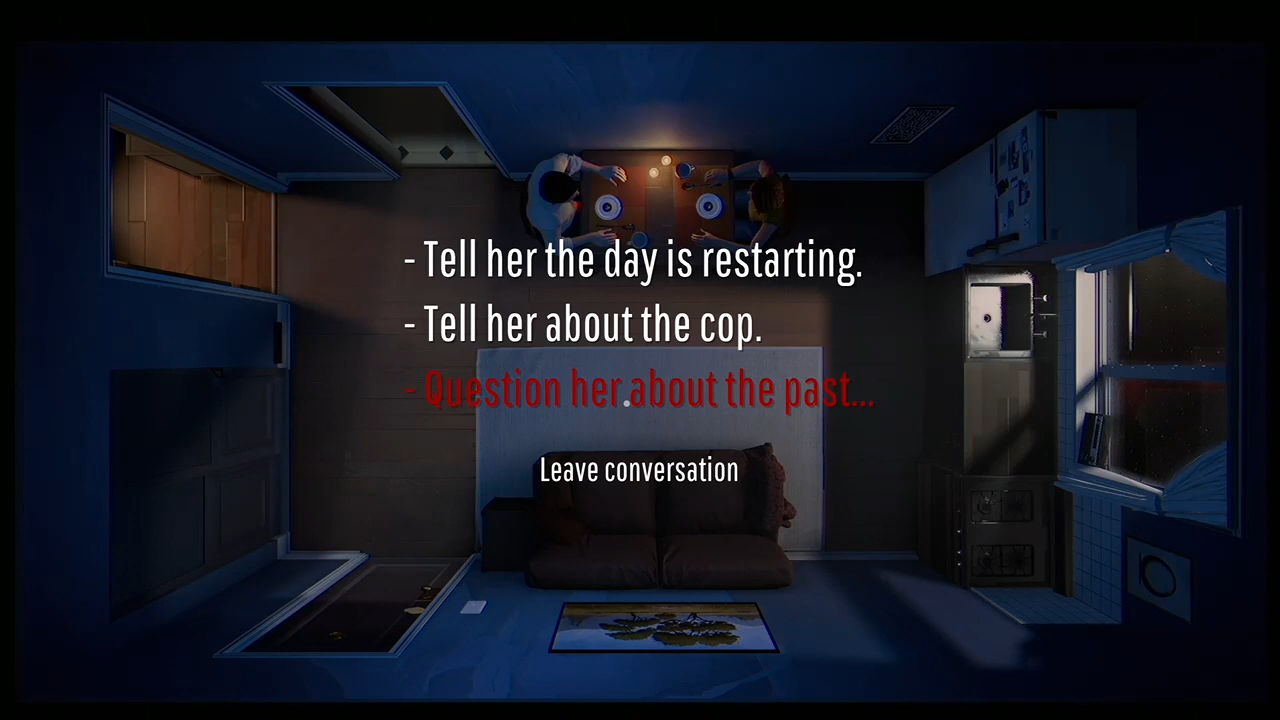 - Tell her the day is restarting.
- Tell her about the cop.
- Question her about the past...
Leave conversation